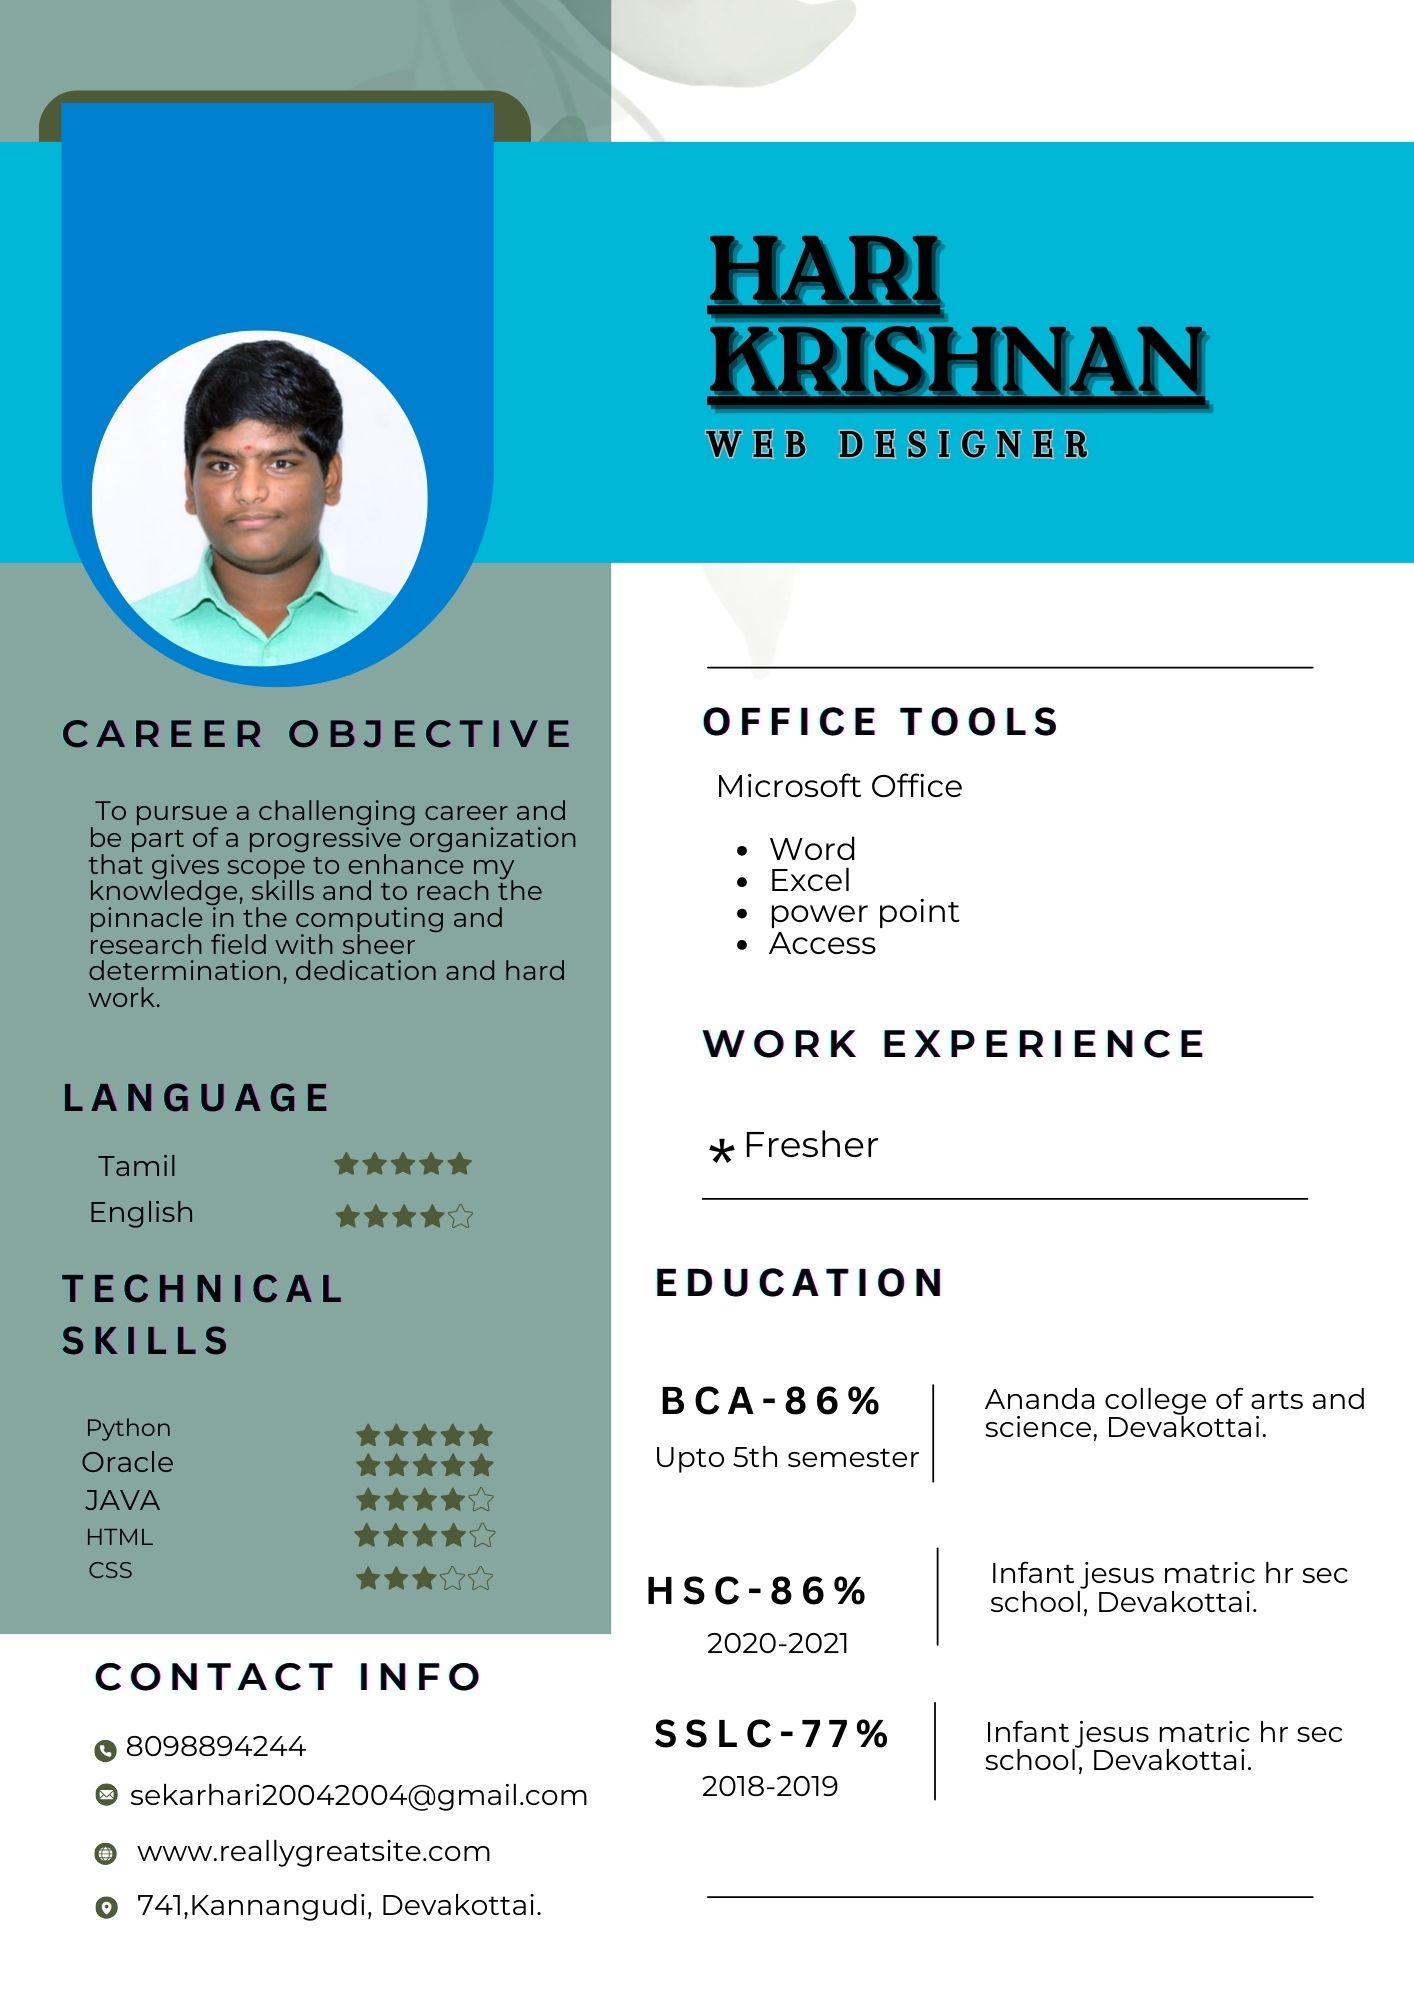 HARI
KRISHNAN
WEB DESIGNER
CAREER OBJECTIVE
To pursue a challenging career and
be part of a progressive organization
that gives scope to enhance my
knowledge, skills and to reach the
pinnacle in the computing and
research field with sheer
determination, dedication and hard
work.
LANGUAGE
Tamil
English
TECHNICAL
SKILLS
Python
Oracle
JAVA
HTML
CSS
CONTACT INFO
8098894244
sekarhari20042004@gmail.com
www.reallygreatsite.com
741,Kannangudi, Devakottai.
OFFICE TOOLS
Microsoft Office
• Word
• Excel
• power point
• Access
WORK EXPERIENCE
* Fresher
EDUCATION
BCA-86%
Upto 5th semester
Ananda college of arts and
science, Devakottai.
HSC-86%
2020-2021
Infant jesus matric hr sec
school, Devakottai.
SSLC-77%
2018-2019
Infant jesus matric hr sec
school, Devakottai.